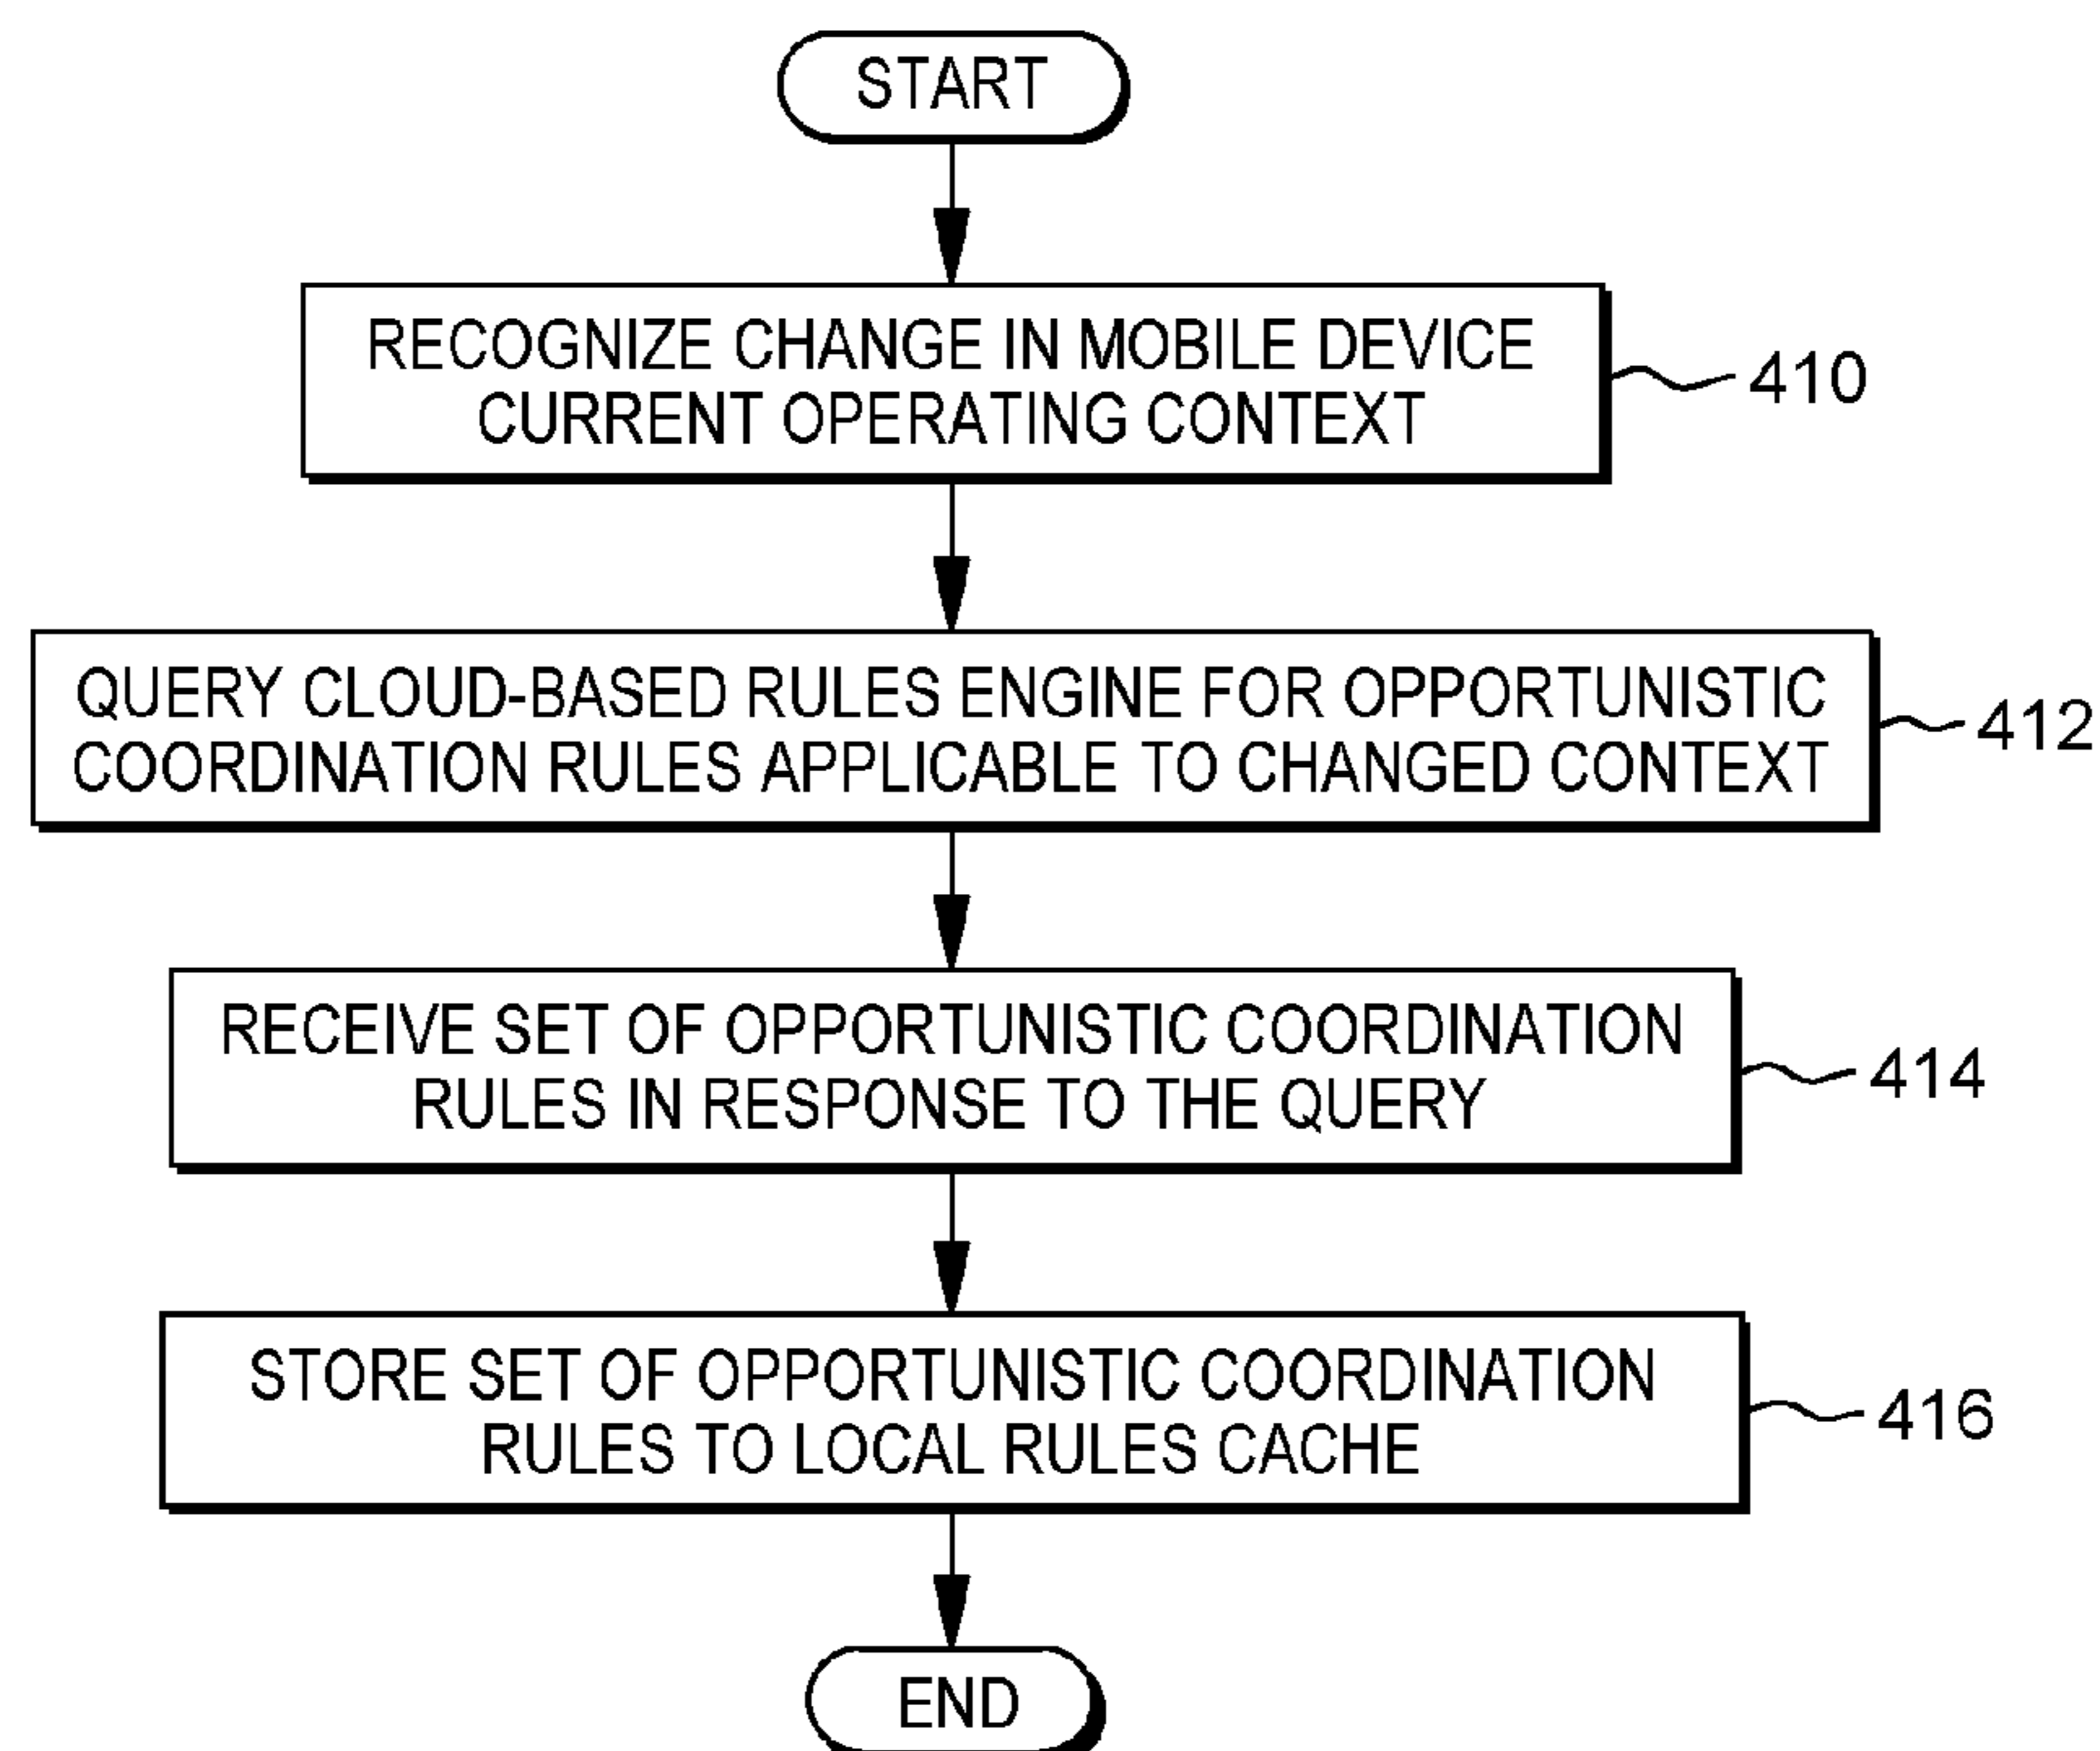 START
RECOGNIZE CHANGE IN MOBILE DEVICE
CURRENT OPERATING CONTEXT
410
QUERY CLOUD-BASED RULES ENGINE FOR OPPORTUNISTIC
COORDINATION RULES APPLICABLE TO CHANGED CONTEXT
412
RECEIVE SET OF OPPORTUNISTIC COORDINATION
RULES IN RESPONSE TO THE QUERY
414
STORE SET OF OPPORTUNISTIC COORDINATION
RULES TO LOCAL RULES CACHE
416
END